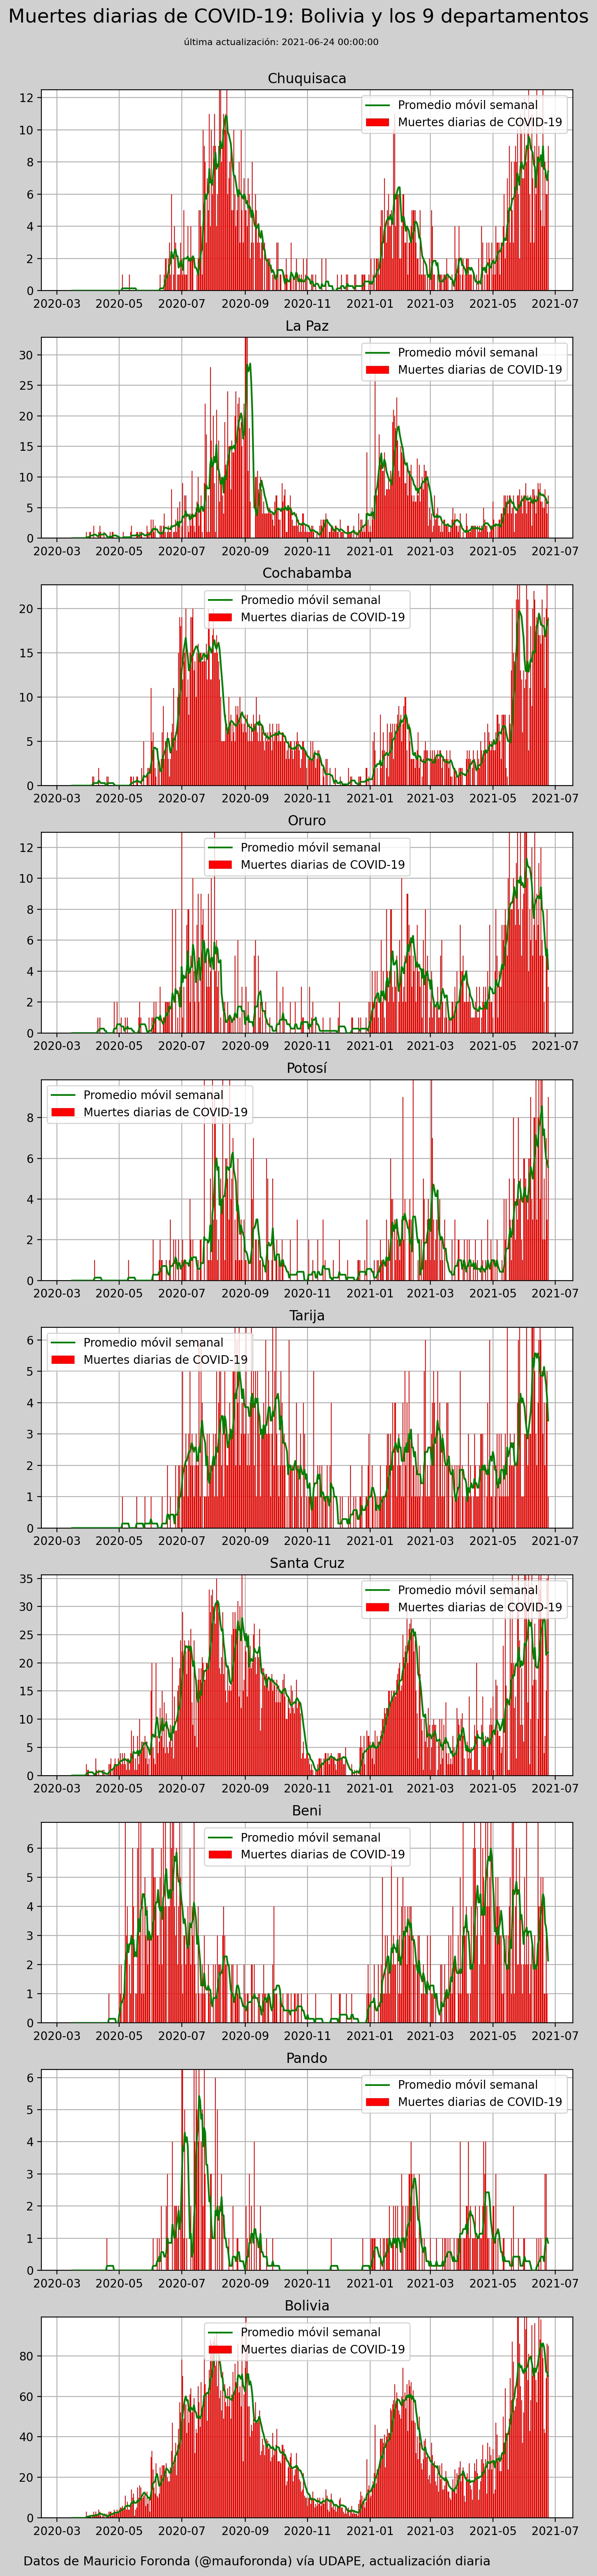 Muertes diarias de COVID-19: Bolivia y los 9 departamentos
última actualización: 2021-06-24 00:00:00
Chuquisaca
Promedio móvil semanal
Muertes diarias de COVID-19
12
10
8
6
4
2
0
2020-03 2020-05 2020-07 2020-09 2020-11 2021-01 2021-03 2021-05 2021-07
La Paz
Promedio móvil semanal
Muertes diarias de COVID-19
30
25
20
15
10
5
0
2020-03 2020-05 2020-07 2020-09 2020-11 2021-01 2021-03 2021-05 2021-07
Cochabamba
Promedio móvil semanal
Muertes diarias de COVID-19
20
15
10
5
0
2020-03 2020-05 2020-07 2020-09 2020-11 2021-01 2021-03 2021-05 2021-07
Oruro
Promedio móvil semanal
Muertes diarias de COVID-19
12
10
8
6
4
2
0
2020-03 2020-05 2020-07 2020-09 2020-11 2021-01 2021-03 2021-05 2021-07
Potosí
Promedio móvil semanal
Muertes diarias de COVID-19
8
6
4
2
0
2020-03 2020-05 2020-07 2020-09 2020-11 2021-01 2021-03 2021-05 2021-07
Tarija
Promedio móvil semanal
Muertes diarias de COVID-19
6
5
4
3
2
1
0
2020-03 2020-05 2020-07 2020-09 2020-11 2021-01 2021-03 2021-05 2021-07
Santa Cruz
Promedio móvil semanal
Muertes diarias de COVID-19
35
30
25
20
15
10
5
0
2020-03 2020-05 2020-07 2020-09 2020-11 2021-01 2021-03 2021-05 2021-07
Beni
Promedio móvil semanal
Muertes diarias de COVID-19
6
5
4
3
2
1
0
2020-03 2020-05 2020-07 2020-09 2020-11 2021-01 2021-03 2021-05 2021-07
Pando
Promedio móvil semanal
Muertes diarias de COVID-19
6
5
4
3
2
1
0
2020-03 2020-05 2020-07 2020-09 2020-11 2021-01 2021-03 2021-05 2021-07
Bolivia
Promedio móvil semanal
Muertes diarias de COVID-19
80
60
40
20
0
2020-03 2020-05 2020-07 2020-09 2020-11 2021-01 2021-03 2021-05 2021-07
Datos de Mauricio Foronda (@mauforonda) vía UDAPE, actualización diaria